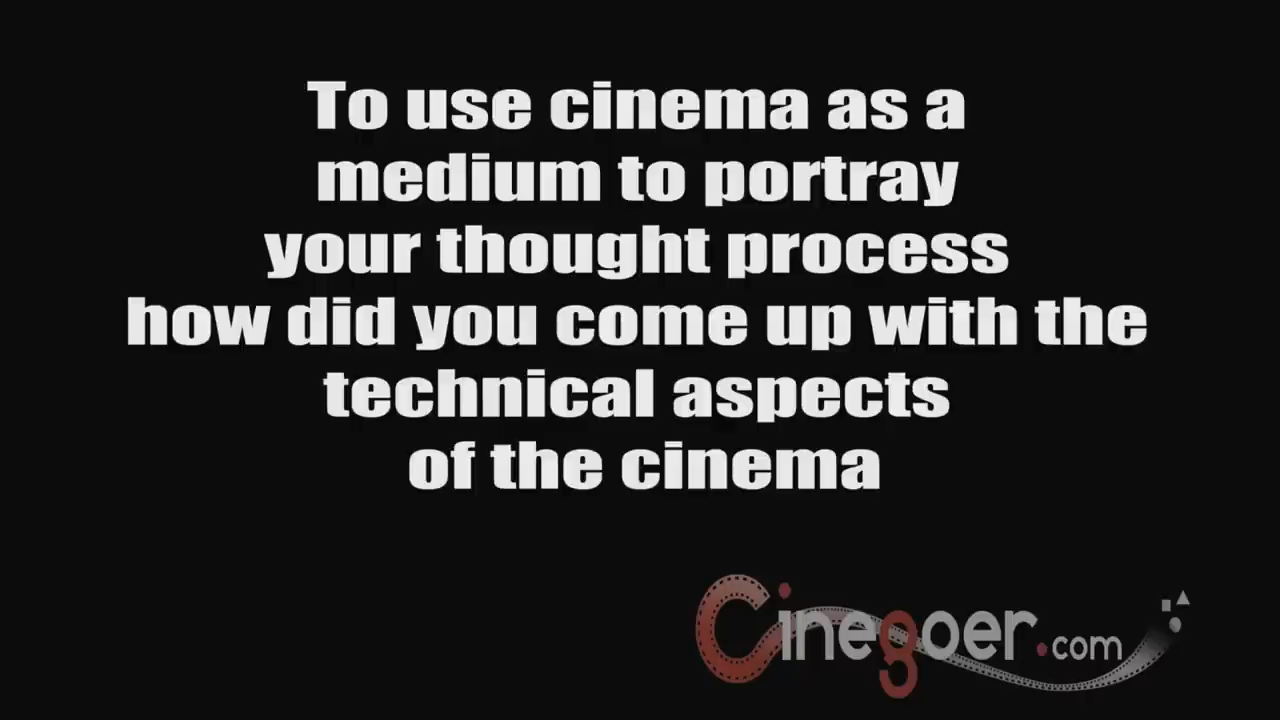 To use cinema as a
medium to portray
your thought process
how did you come up with the
technical aspects
of the cinema
Cinegoer.com